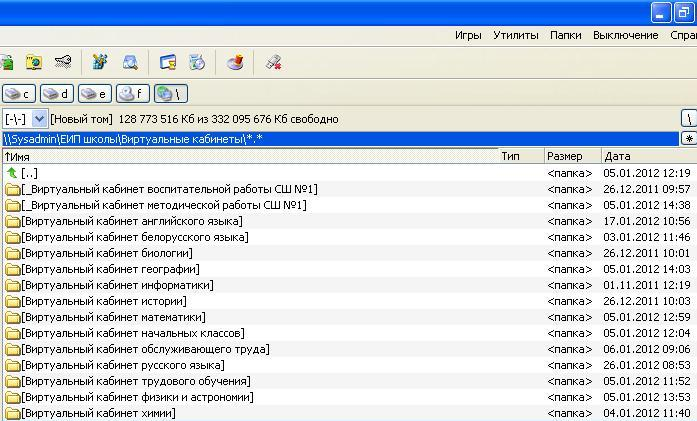 Игры Утилиты Папки Выключение Спра
c d e f \
[-\-] [Новый том] 128 773 516 Кб из 332 095 676 Кб свободно \
\\Sysadmin\ЕИП школы\Виртуальные кабинеты\*.* *
↑Имя Тип Размер Дата
[..] <папка> 05.01.2012 12:19
[_Виртуальный кабинет воспитательной работы СШ №1] <папка> 26.12.2011 09:57
[_Виртуальный кабинет методической работы СШ №1] <папка> 05.01.2012 14:38
[Виртуальный кабинет английского языка] <папка> 17.01.2012 10:56
[Виртуальный кабинет белорусского языка] <папка> 03.01.2012 11:46
[Виртуальный кабинет биологии] <папка> 26.12.2011 10:01
[Виртуальный кабинет географии] <папка> 05.01.2012 14:03
[Виртуальный кабинет информатики] <папка> 01.11.2011 12:19
[Виртуальный кабинет истории] <папка> 26.12.2011 10:03
[Виртуальный кабинет математики] <папка> 05.01.2012 12:59
[Виртуальный кабинет начальных классов] <папка> 05.01.2012 12:04
[Виртуальный кабинет обслуживающего труда] <папка> 06.01.2012 09:06
[Виртуальный кабинет русского языка] <папка> 26.01.2012 08:53
[Виртуальный кабинет трудового обучения] <папка> 05.01.2012 11:52
[Виртуальный кабинет физики и астрономии] <папка> 05.01.2012 13:53
[Виртуальный кабинет химии] <папка> 04.01.2012 11:40